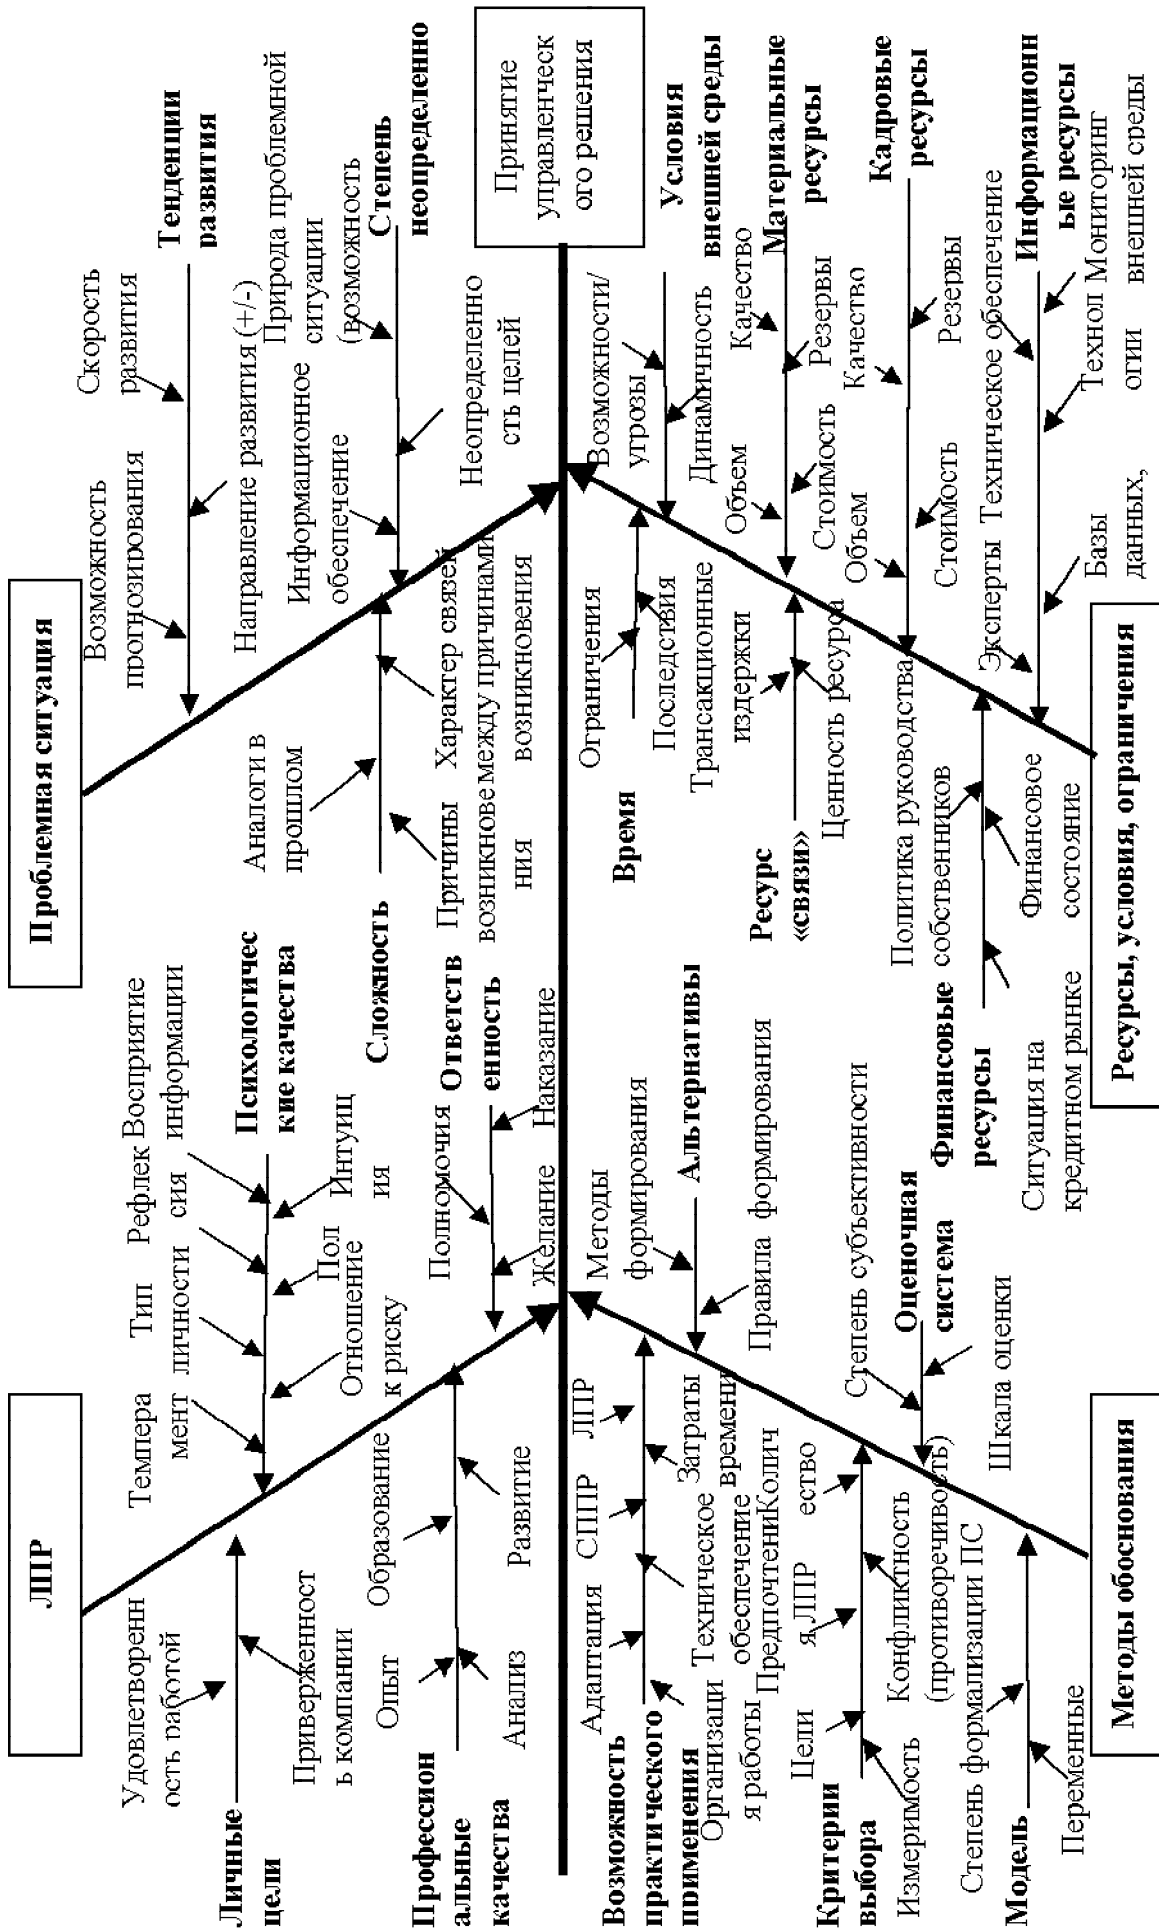 ЛПР
Проблемная ситуация
Удовлетворенн
ость работой
Личные
цели
Приверженност
ь компании
Темпера
мент
Тип
личности
Рефлек
сия
Восприятие
информации
Психологичес
кие качества
Отношение
к риску
Пол
Интуиц
ия
Опыт
Образование
Профессион
альные
качества
Анализ
Развитие
Полномочия
Ответств
енность
Желание
Наказание
Возможность
прогнозирования
Скорость
развития
Тенденции
развития
Направление развития (+/-)
Аналоги в
прошлом
Сложность
Причины
возникнове
ния
Характер связей
между причинами
возникновения
Информационное
обеспечение
Природа проблемной
ситуации
(возможность
Степень
неопределенно
Неопределенно
сть целей
Принятие
управленческ
ого решения
Адаптация
СППР
ЛПР
Возможность
практического
применения
Организаци
я работы
Техническое
обеспечение
Затраты
времени
Методы
формирования
Альтернативы
Правила формирования
Цели
Предпочтени
я ЛПР
Колич
ество
Критерии
выбора
Измеримость
Конфликтность
(противоречивость)
Степень субъективности
Оценочная
система
Шкала оценки
Степень формализации ПС
Модель
Переменные
Методы обоснования
Ограничения
Время
Последствия
Возможности/
угрозы
Условия
внешней среды
Динамичность
Трансакционные
издержки
Ресурс
«связи»
Ценность ресурса
Объем
Качество
Материальные
ресурсы
Стоимость
Резервы
Объем
Качество
Кадровые
ресурсы
Стоимость
Резервы
Политика руководства
собственников
Финансовые
ресурсы
Ситуация на
кредитном рынке
Финансовое
состояние
Эксперты
Техническое обеспечение
Информационн
ые ресурсы
Базы
данных,
Технол
огии
Мониторинг
внешней среды
Ресурсы, условия, ограничения